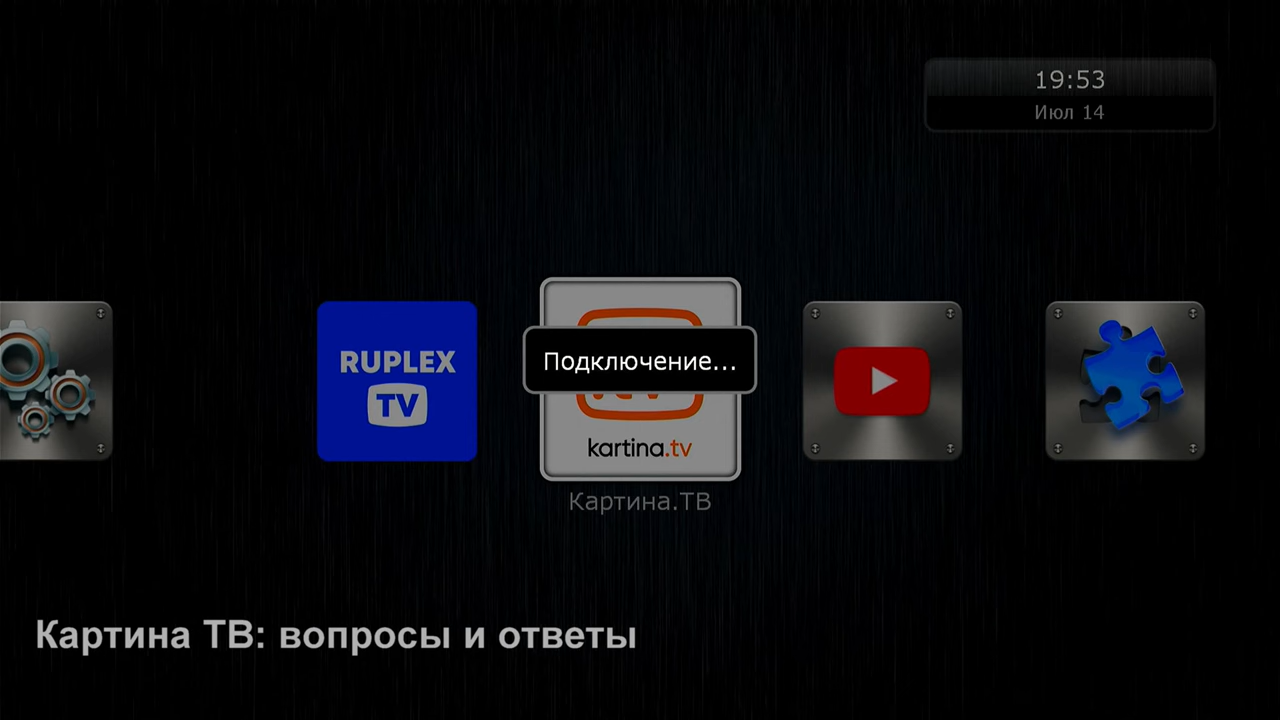 19:53
Июл 14
RUPLEX
TV
Подключение...
kartina.tv
Картина.ТВ
Картина ТВ: вопросы и ответы